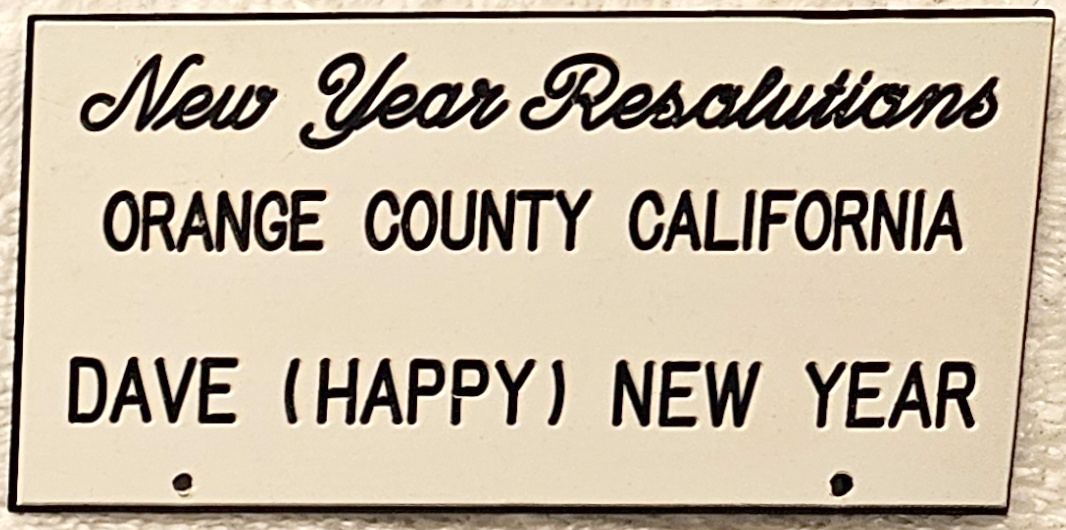 New Year Resolutions
ORANGE COUNTY CALIFORNIA
DAVE (HAPPY) NEW YEAR